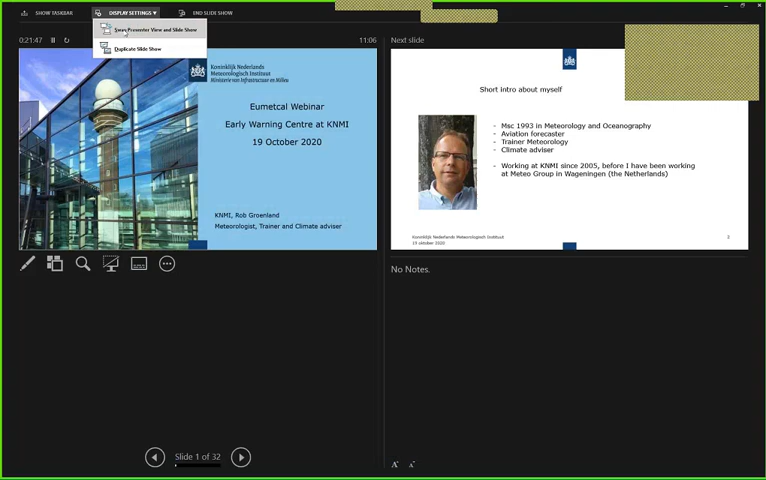 SHOW TASKBAR
DISPLAY SETTINGS ▼
END SLIDE SHOW
Swap Presenter View and Slide Show
Duplicate Slide Show
0:21:47
11:06
Koninklijk Nederlands
Meteorologisch Instituut
Ministerie van Infrastructuur en Milieu
Eumetcal Webinar
Early Warning Centre at KNMI
19 October 2020
KNMI, Rob Groenland
Meteorologist, Trainer and Climate adviser
Slide 1 of 32
Next slide
Short intro about myself
- Msc 1993 in Meteorology and Oceanography
- Aviation forecaster
- Trainer Meteorology
- Climate adviser
- Working at KNMI since 2005, before I have been working
at Meteo Group in Wageningen (the Netherlands)
Koninklijk Nederlands Meteorologisch Instituut
19 oktober 2020
2
No Notes.
A A